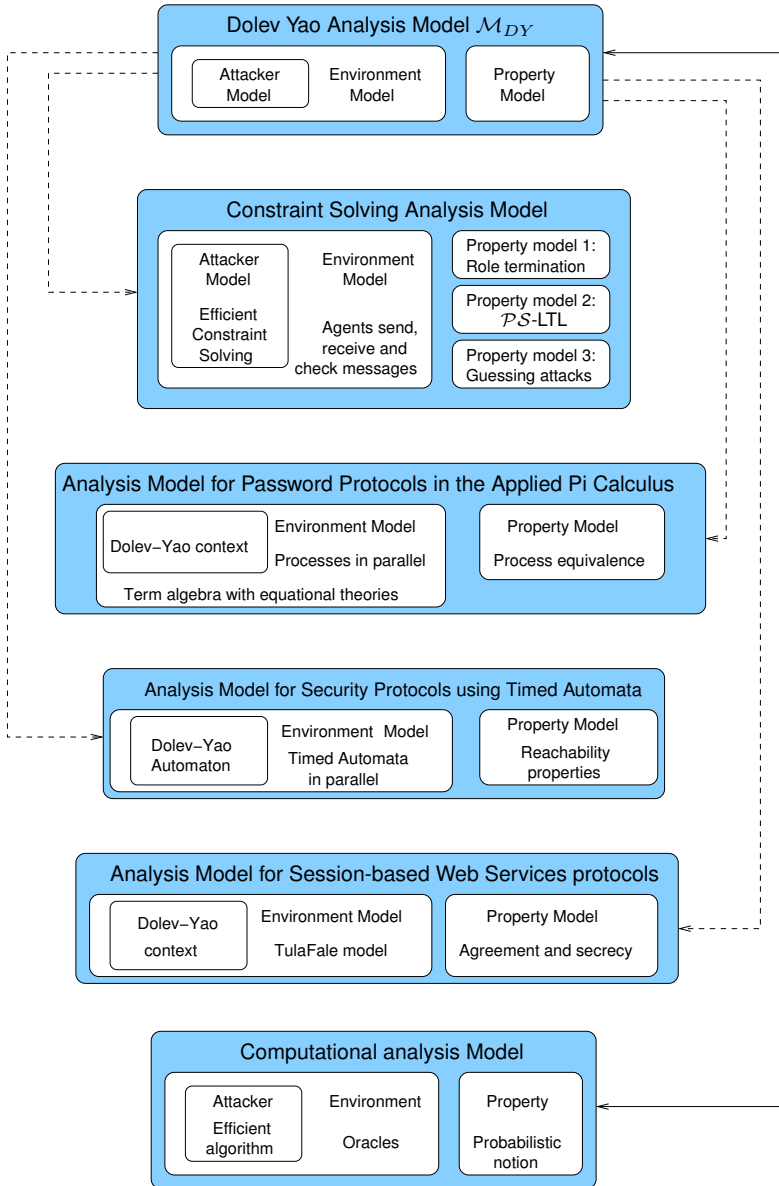 Dolev Yao Analysis Model $\mathcal{M}_{DY}$
Attacker
Model
Environment
Model
Property
Model
Constraint Solving Analysis Model
Attacker
Model
Efficient
Constraint
Solving
Environment
Model
Agents send,
receive and
check messages
Property model 1:
Role termination
Property model 2:
$\mathcal{PS}$-LTL
Property model 3:
Guessing attacks
Analysis Model for Password Protocols in the Applied Pi Calculus
Dolev−Yao context
Environment Model
Processes in parallel
Term algebra with equational theories
Property Model
Process equivalence
Analysis Model for Security Protocols using Timed Automata
Dolev−Yao
Automaton
Environment Model
Timed Automata
in parallel
Property Model
Reachability
properties
Analysis Model for Session-based Web Services protocols
Dolev−Yao
context
Environment Model
TulaFale model
Property Model
Agreement and secrecy
Computational analysis Model
Attacker
Efficient
algorithm
Environment
Oracles
Property
Probabilistic
notion